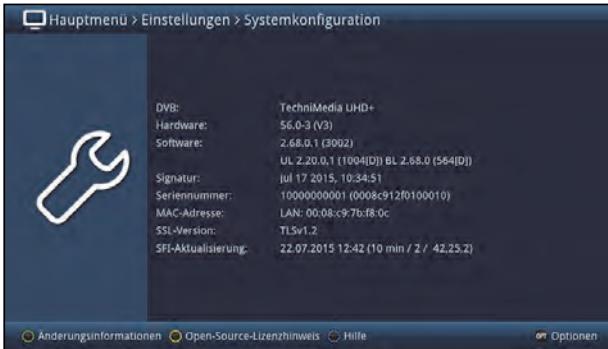 Hauptmenü > Einstellungen > Systemkonfiguration
DVB: TechniMedia UHD+
Hardware: 56.0-3 (V3)
Software: 2.68.0.1 (3002)
UL 2.20.0.1 (1004[D]) BL 2.68.0 (564[D])
Signatur: Jul 17 2015, 10:34:51
Seriennummer: 10000000001 (0008c912f0100010)
MAC-Adresse: LAN: 00:08:c9:7b:f8:0c
SSL-Version: TLSv1.2
SFI-Aktualisierung: 22.07.2015 12:42 (10 min / 2 / 42,25,2)
Änderungsinformationen Open-Source-Lizenzhinweis Hilfe OPT Optionen